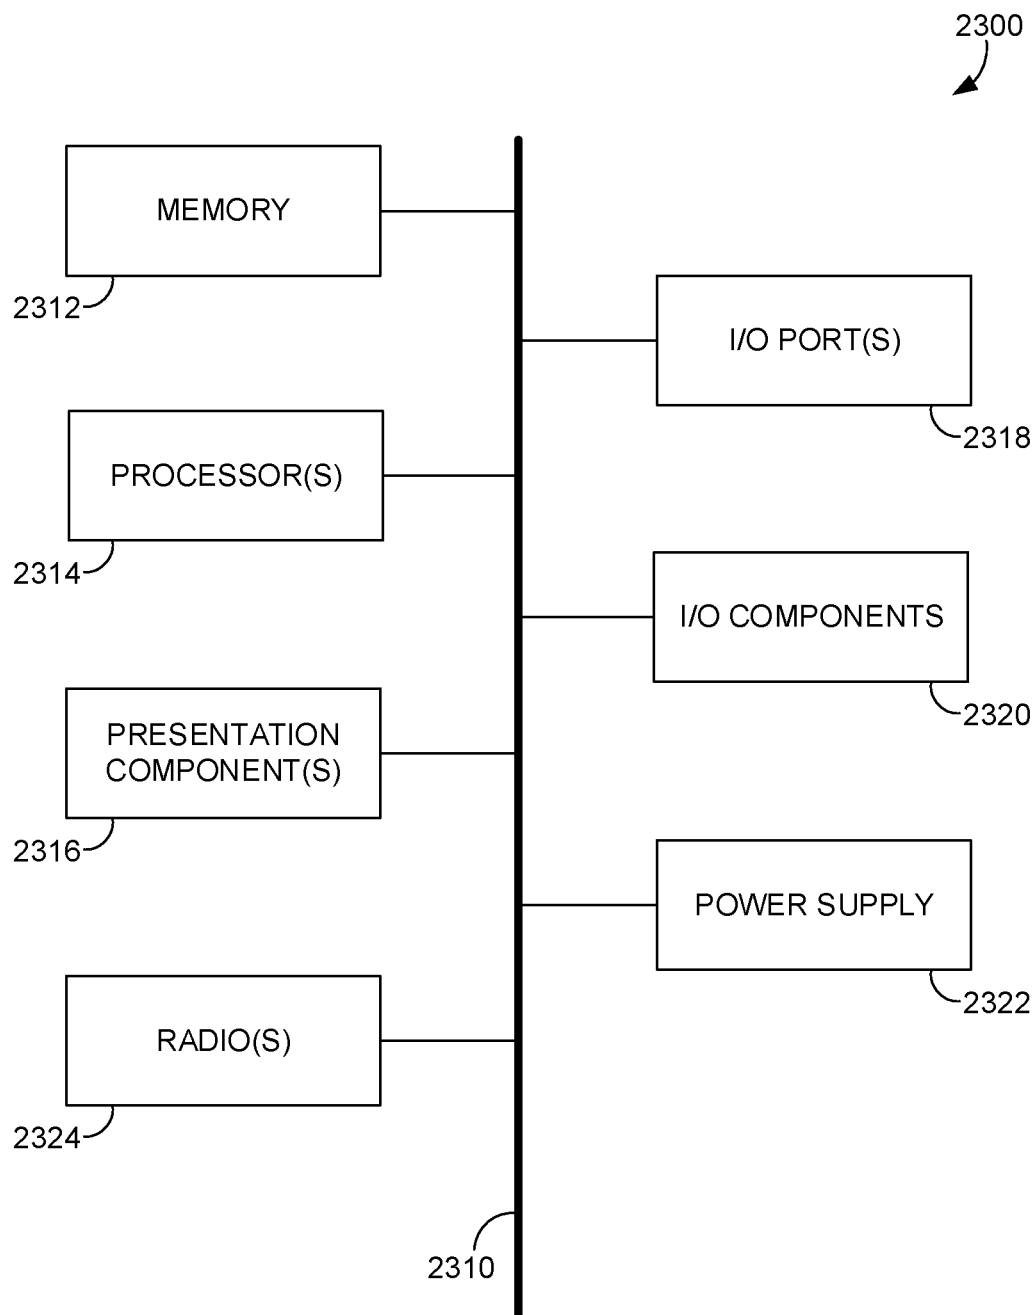 2300
MEMORY
2312
I/O PORT(S)
2318
PROCESSOR(S)
2314
I/O COMPONENTS
2320
PRESENTATION
COMPONENT(S)
2316
POWER SUPPLY
2322
RADIO(S)
2324
2310